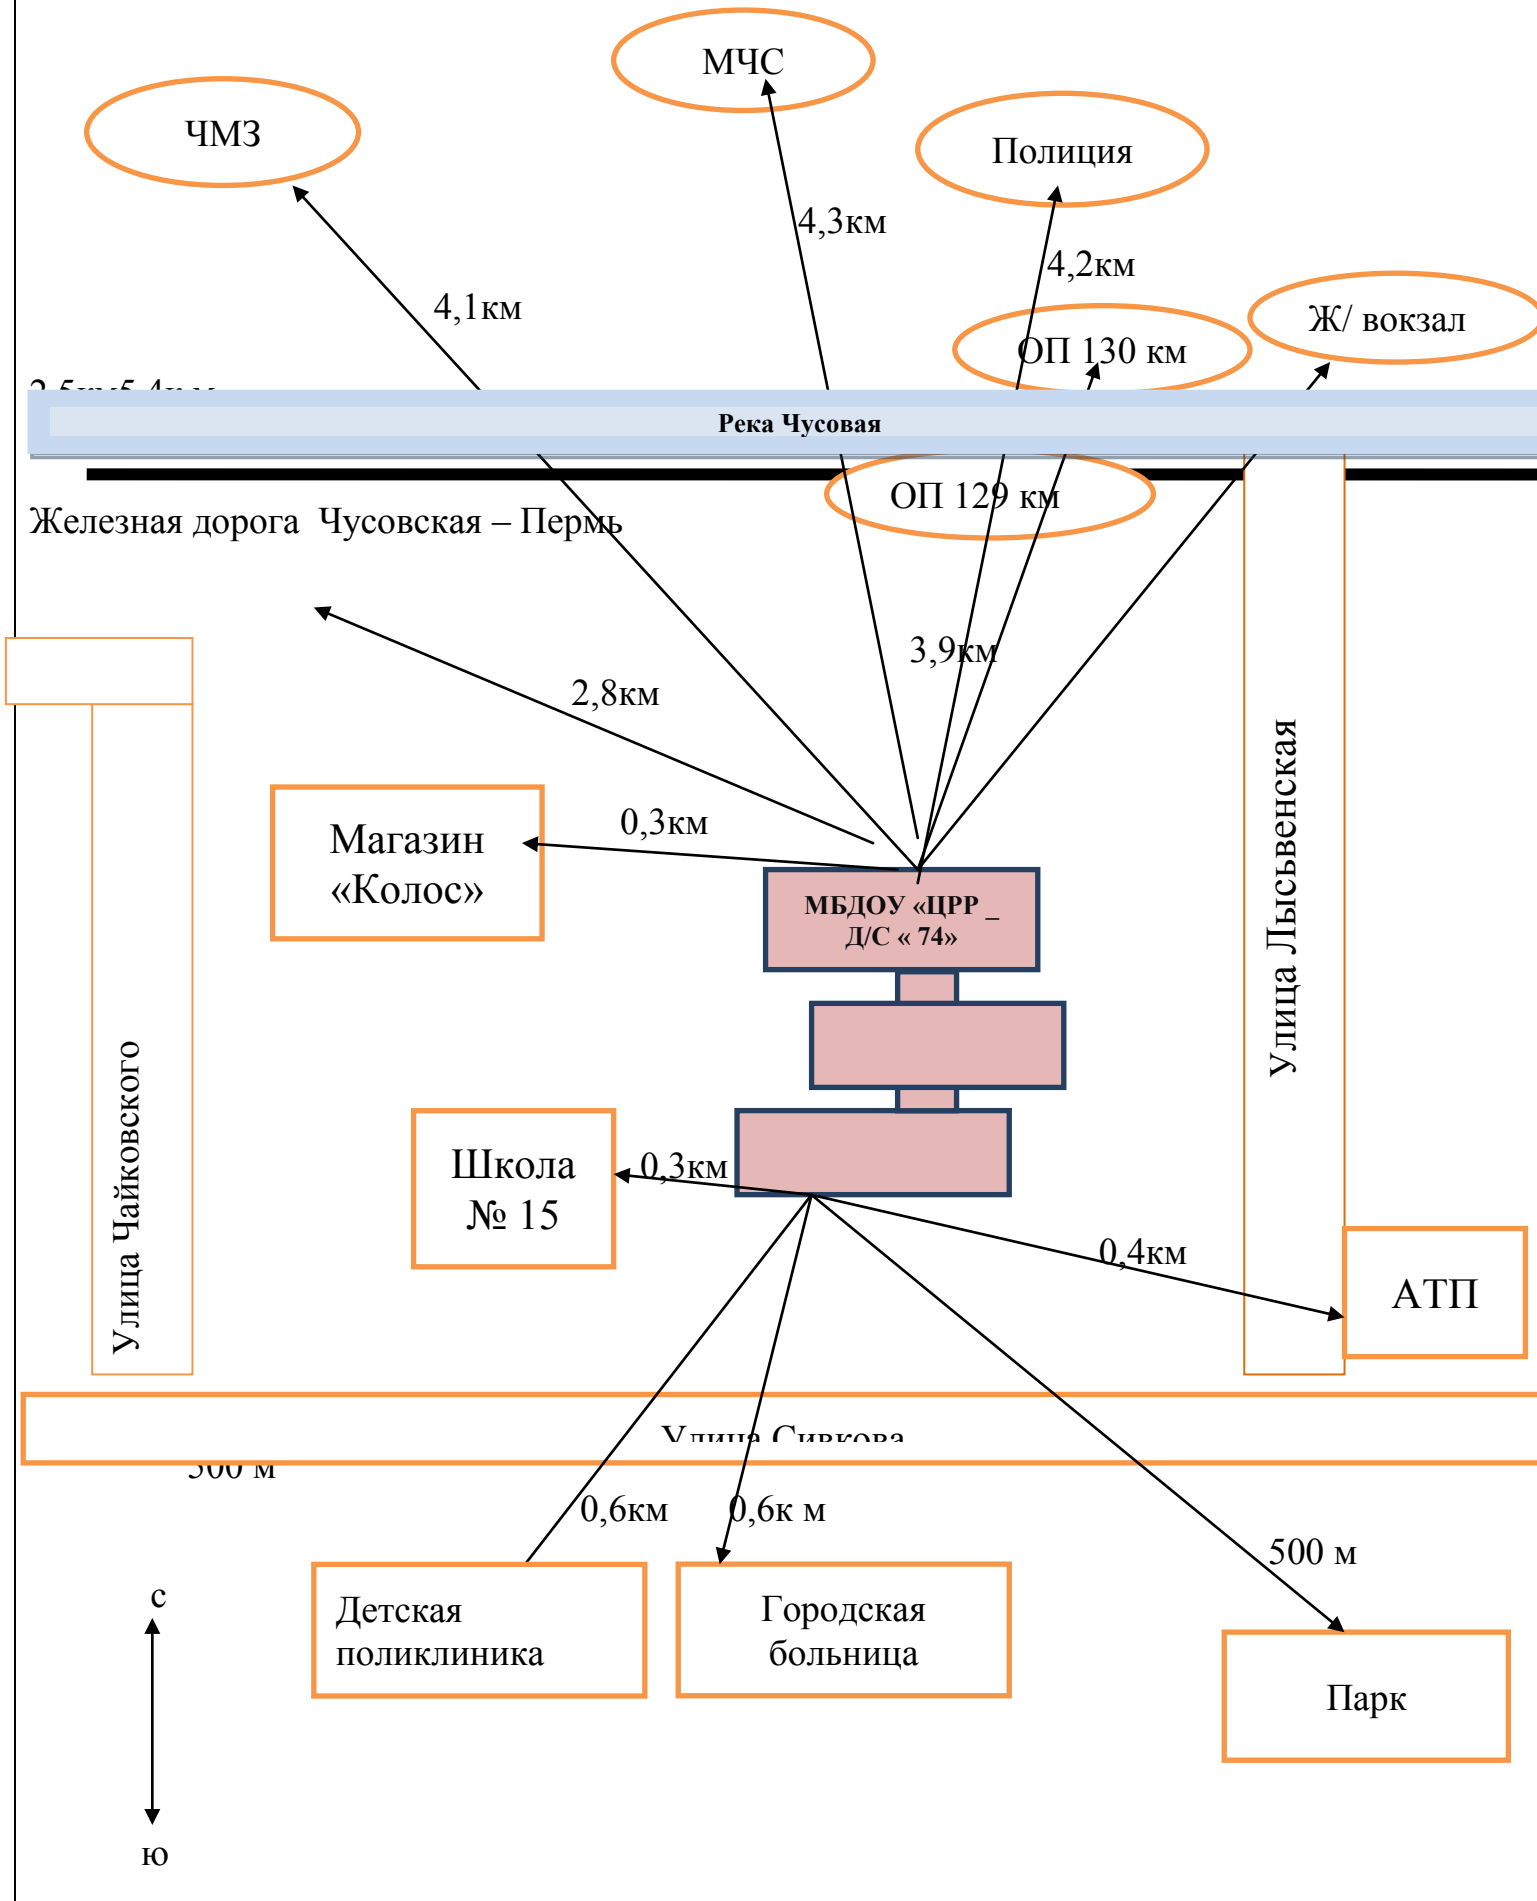 МЧС
ЧМЗ
Полиция
4,3км
4,2км
4,1км
Ж/ вокзал
ОП 130 км
Река Чусовая
ОП 129 км
Железная дорога Чусовская – Пермь
3,9км
2,8км
0,3км
Магазин
«Колос»
МБДОУ «ЦРР _
Д/С « 74»
Улица Лысьвенская
Улица Чайковского
Школа
№ 15
0,3км
0,4км
АТП
Улица Сивкова
500 м
0,6км
0,6к м
500 м
Детская
поликлиника
Городская
больница
Парк
с
ю